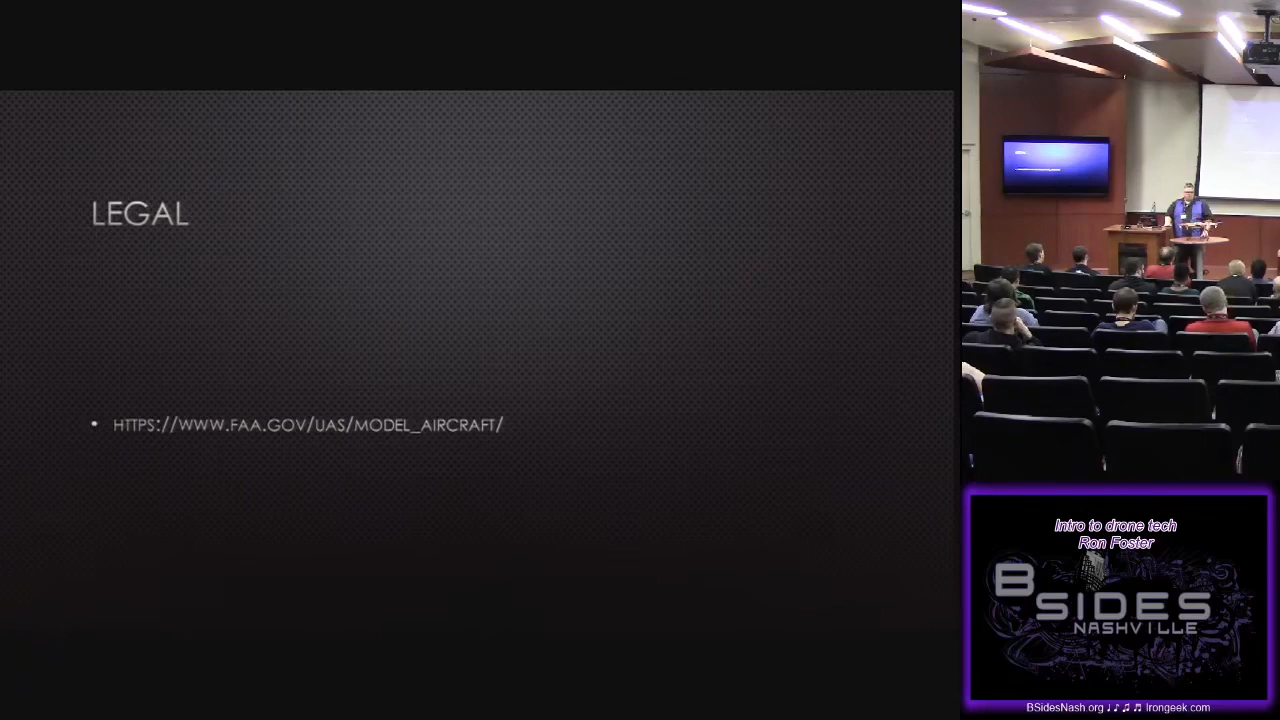 LEGAL
• HTTPS://WWW.FAA.GOV/UAS/MODEL_AIRCRAFT/
Intro to drone tech
Ron Foster
B
SIDES
NASHVILLE
BSidesNash.org ♩ ♪ ♫ ♬ Irongeek.com